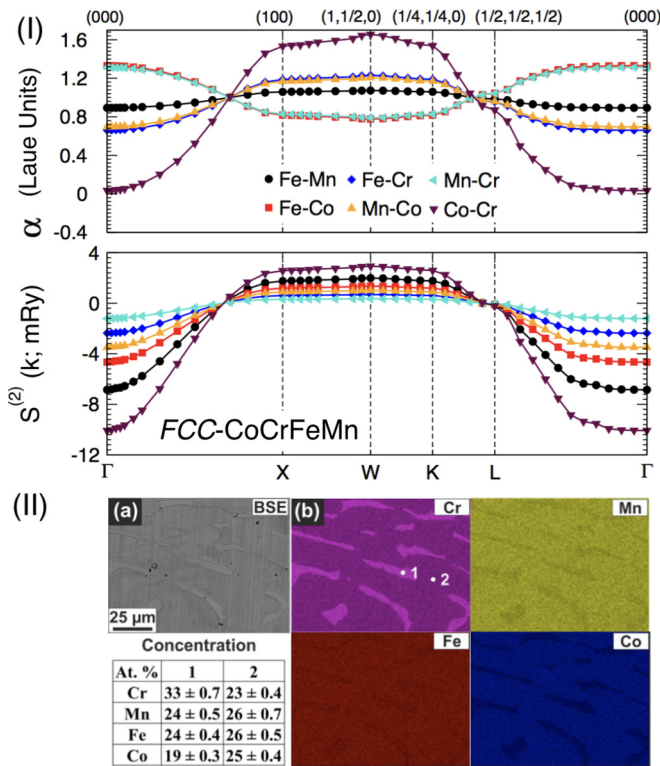 (I)
(000) (100) (1,1/2,0) (1/4,1/4,0) (1/2,1/2,1/2) (000)
1.6
1.2
0.8
0.4
0
-0.4
α (Laue Units)
Fe-Mn Fe-Cr Mn-Cr
Fe-Co Mn-Co Co-Cr
4
0
-4
-8
-12
S(2) (k; mRy)
FCC-CoCrFeMn
Γ X W K L Γ
(II)
(a) BSE (b) Cr Mn
1 2
25 μm
Fe Co
Concentration
At. % 1 2
Cr 33 ± 0.7 23 ± 0.4
Mn 24 ± 0.5 26 ± 0.7
Fe 24 ± 0.4 26 ± 0.5
Co 19 ± 0.3 25 ± 0.4